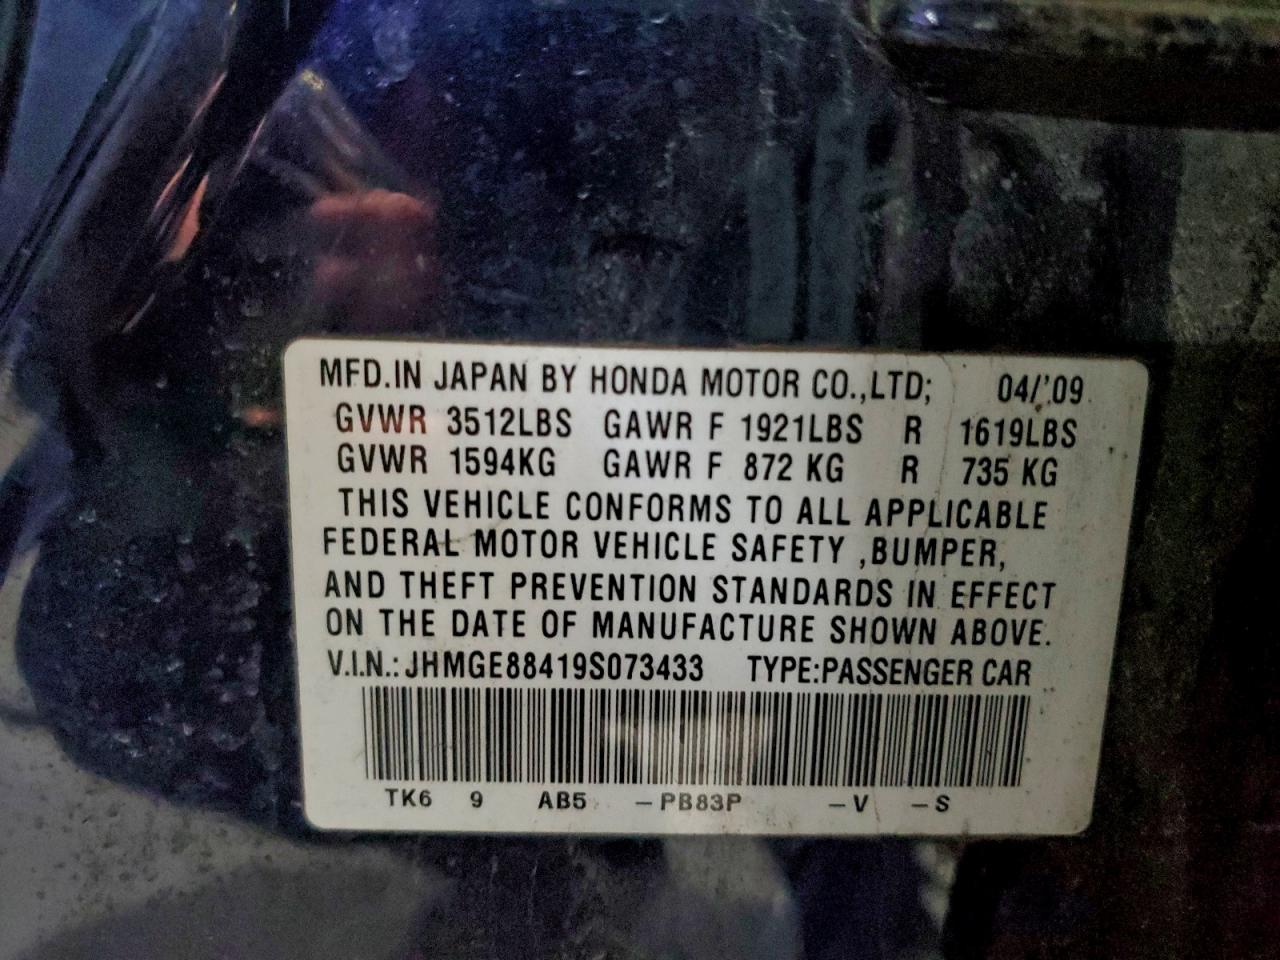 MFD.IN JAPAN BY HONDA MOTOR CO.,LTD; 04/'09
GVWR 3512LBS GAWR F 1921LBS R 1619LBS
GVWR 1594KG GAWR F 872 KG R 735 KG
THIS VEHICLE CONFORMS TO ALL APPLICABLE
FEDERAL MOTOR VEHICLE SAFETY ,BUMPER,
AND THEFT PREVENTION STANDARDS IN EFFECT
ON THE DATE OF MANUFACTURE SHOWN ABOVE.
V.I.N.: JHMGE88419S073433 TYPE:PASSENGER CAR
TK6 9 AB5 –PB83P –V –S